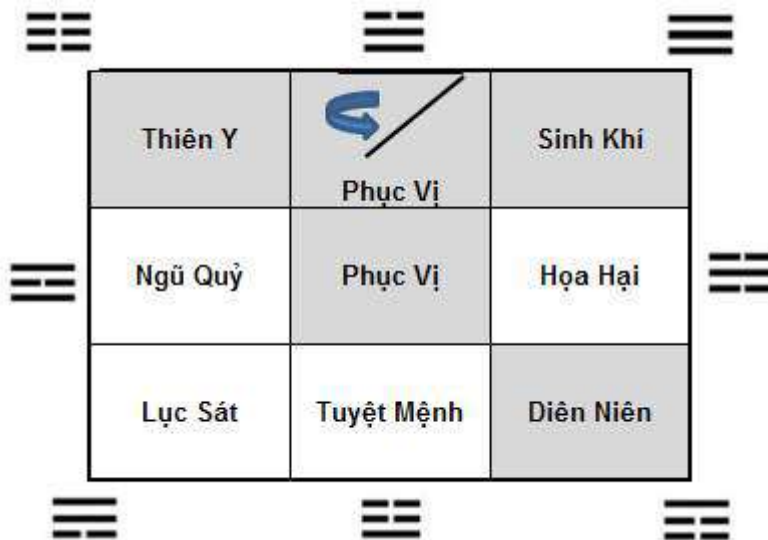 Thiên Y
Phục Vị
Sinh Khí
Ngũ Quỷ
Phục Vị
Họa Hại
Lục Sát
Tuyệt Mệnh
Diên Niên